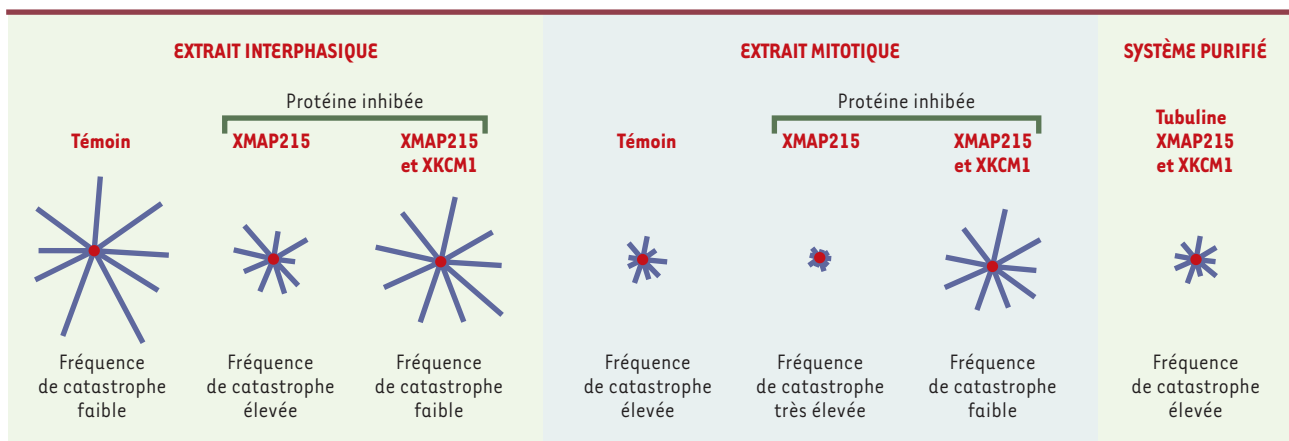 EXTRAIT INTERPHASIQUE
Protéine inhibée
Témoin
XMAP215
XMAP215
et XKCM1
Fréquence
de catastrophe
faible
Fréquence
de catastrophe
élevée
Fréquence
de catastrophe
faible
EXTRAIT MITOTIQUE
Protéine inhibée
Témoin
XMAP215
XMAP215
et XKCM1
Fréquence
de catastrophe
élevée
Fréquence
de catastrophe
très élevée
Fréquence
de catastrophe
faible
SYSTÈME PURIFIÉ
Tubuline
XMAP215
et XKCM1
Fréquence
de catastrophe
élevée